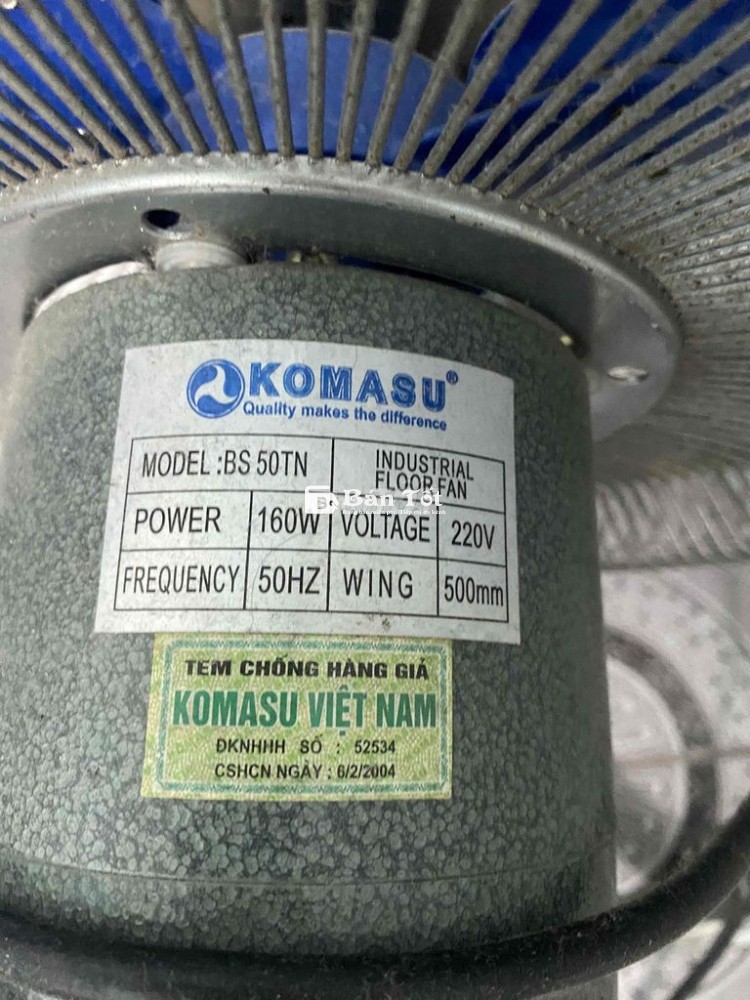 KOMASU®
Quality makes the difference
MODEL :BS 50TN
INDUSTRIAL
FLOOR FAN
Bán Tốt
POWER 160W VOLTAGE 220V
FREQUENCY 50HZ WING 500mm
TEM CHỐNG HÀNG GIẢ
KOMASU VIỆT NAM
ĐKNHHH SỐ : 52534
CSHCN NGÀY : 6/2/2004